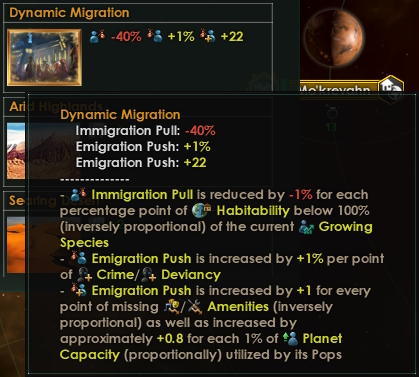 Dynamic Migration
-40% +1% +22
Mo'krevahn
13
Arid Highlands
Dynamic Migration
Immigration Pull: -40%
Emigration Push: +1%
Emigration Push: +22
--------------
- Immigration Pull is reduced by -1% for each
percentage point of Habitability below 100%
(inversely proportional) of the current Growing
Species
- Emigration Push is increased by +1% per point
of Crime/ Deviancy
- Emigration Push is increased by +1 for every
point of missing / Amenities (inversely
proportional) as well as increased by
approximately +0.8 for each 1% of Planet
Capacity (proportionally) utilized by its Pops